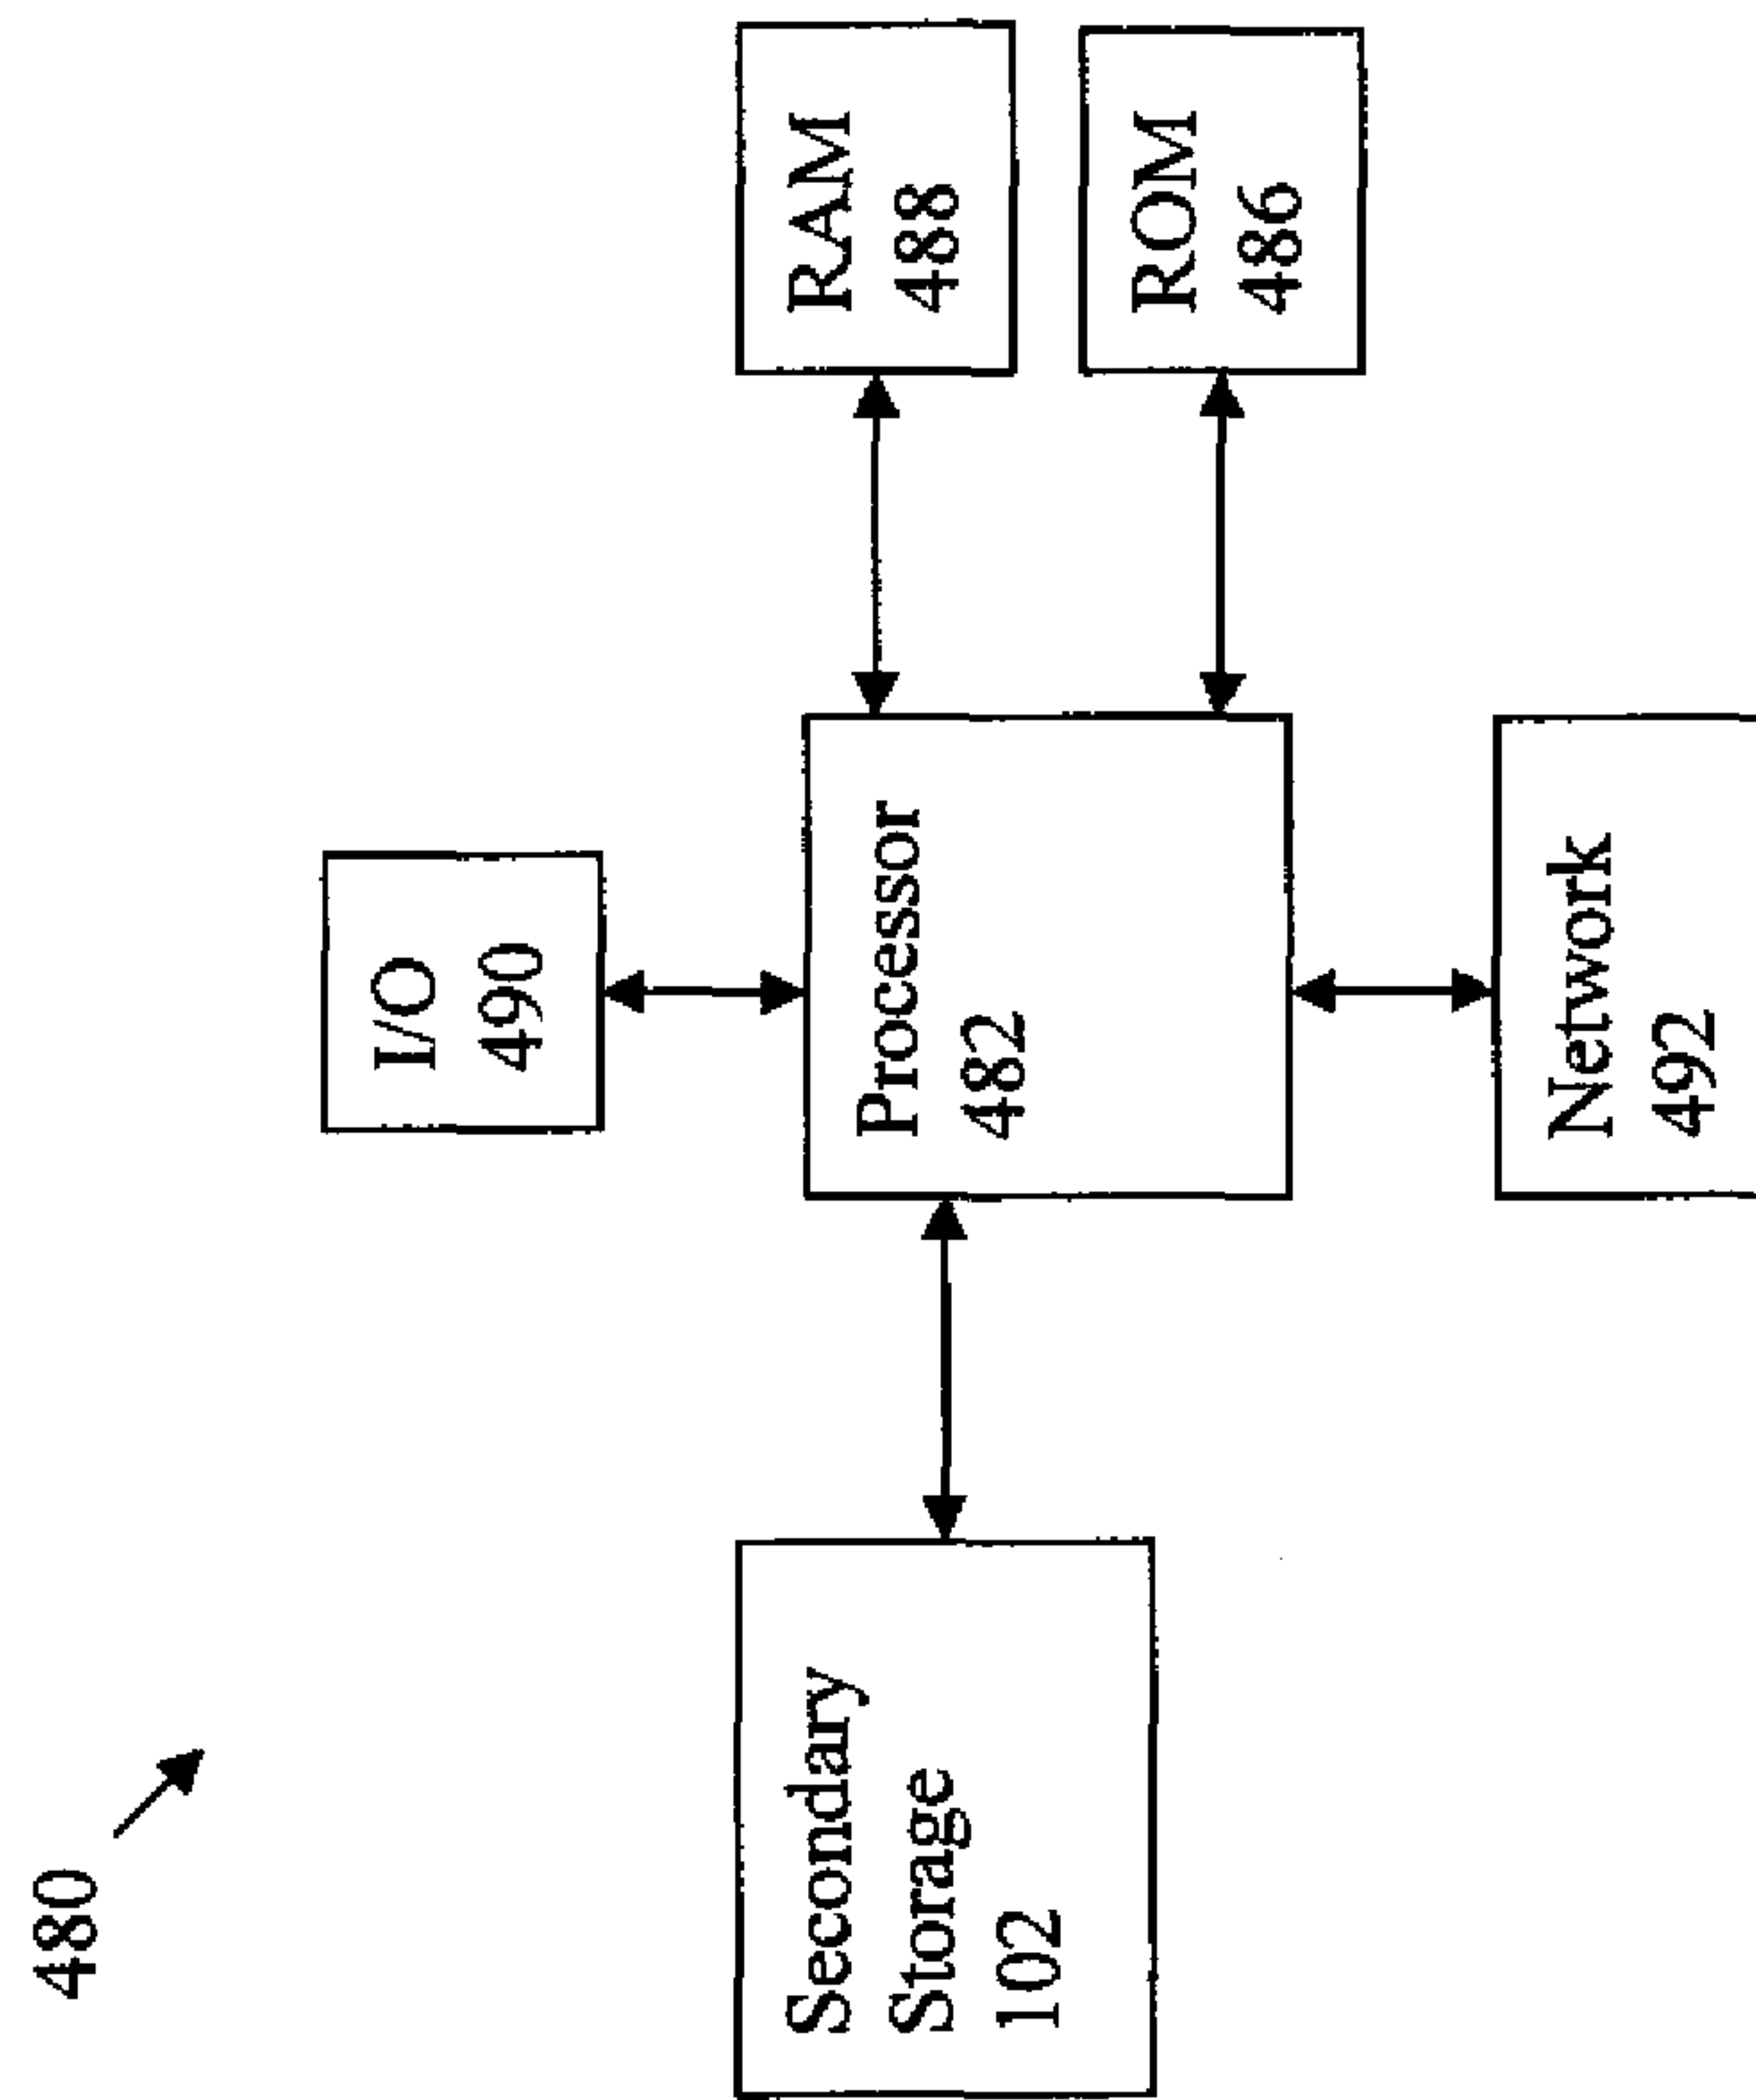 480
I/O
490
Secondary
Storage
102
Processor
482
RAM
488
ROM
486
Network
492